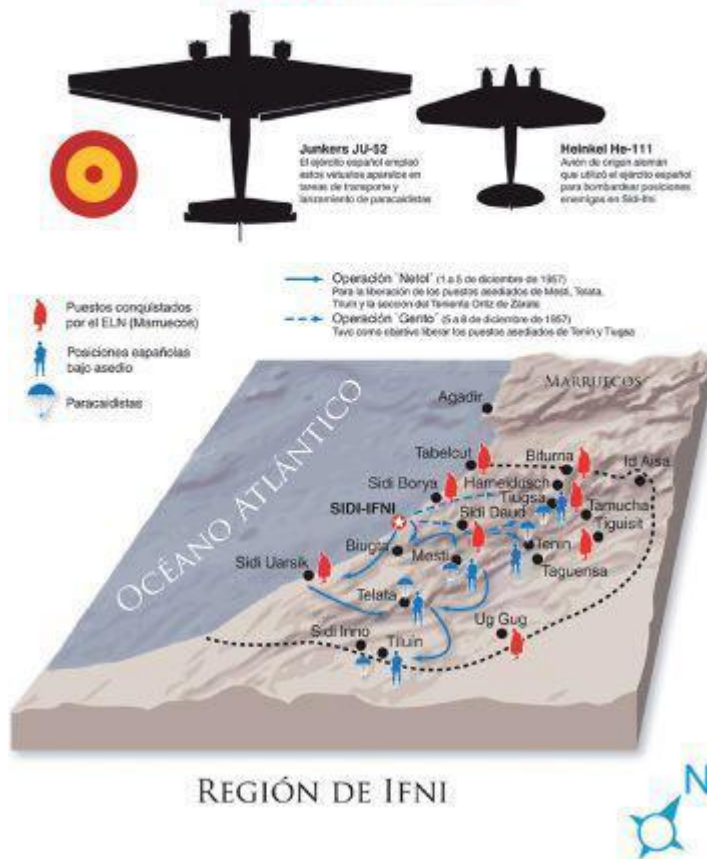 Junkers JU-52
El ejército español empleó
estos vetustos aparatos en
tareas de transporte y
lanzamiento de paracaidistas
Heinkel He-111
Avión de origen alemán
que utilizó el ejército español
para bombardear posiciones
enemigas en Sidi-Ifni
Operación 'Netol' (1 a 5 de diciembre de 1957)
Para la liberación de los puestos asediados de Mesti, Telata,
Tiluin y la sección del Teniente Ortiz de Zárate
Operación 'Gento' (5 a 8 de diciembre de 1957)
Tuvo como objetivo liberar los puestos asediados de Tenin y Tiugsa
Puestos conquistados
por el ELN (Marruecos)
Posiciones españolas
bajo asedio
Paracaidistas
OCÉANO ATLÁNTICO
MARRUECOS
Agadir
Tabelcut
Biturna
Id Aisa
Sidi Borya
Hameidusch
Tiugsa
Tamucha
SIDI-IFNI
Sidi Daud
Tiguisit
Biugta
Mesti
Tenin
Taguensa
Sidi Uarsik
Telata
Ug Gug
Sidi Inno
Tiluin
REGIÓN DE IFNI
N